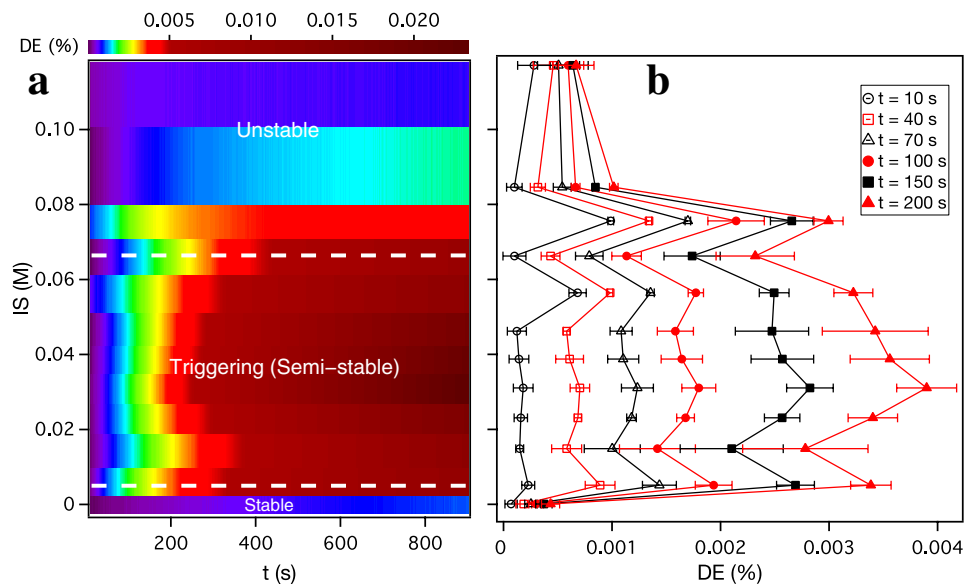 0.005 0.010 0.015 0.020
DE (%)
a
b
Unstable
Triggering (Semi−stable)
Stable
IS (M)
0.10
0.08
0.06
0.04
0.02
0
200 400 600 800
t (s)
t = 10 s
t = 40 s
t = 70 s
t = 100 s
t = 150 s
t = 200 s
0 0.001 0.002 0.003 0.004
DE (%)